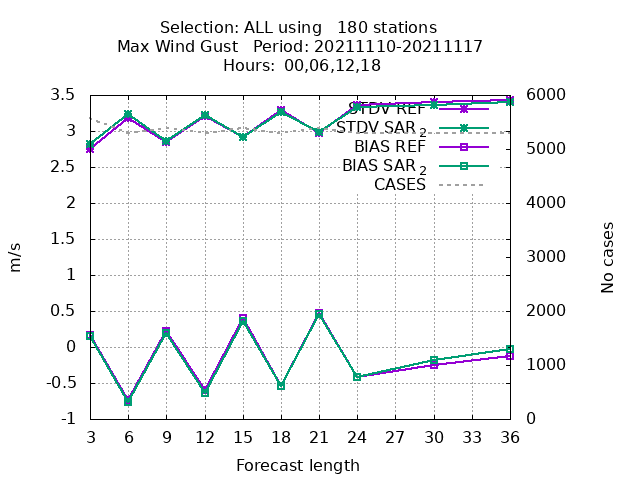 Selection: ALL using 180 stations
Max Wind Gust Period: 20211110-20211117
Hours: 00,06,12,18
3.5
3
2.5
2
1.5
1
0.5
0
-0.5
-1
m/s
6000
5000
4000
3000
2000
1000
0
No cases
STDV REF
STDV SAR 2
BIAS REF
BIAS SAR 2
CASES
3 6 9 12 15 18 21 24 27 30 33 36
Forecast length